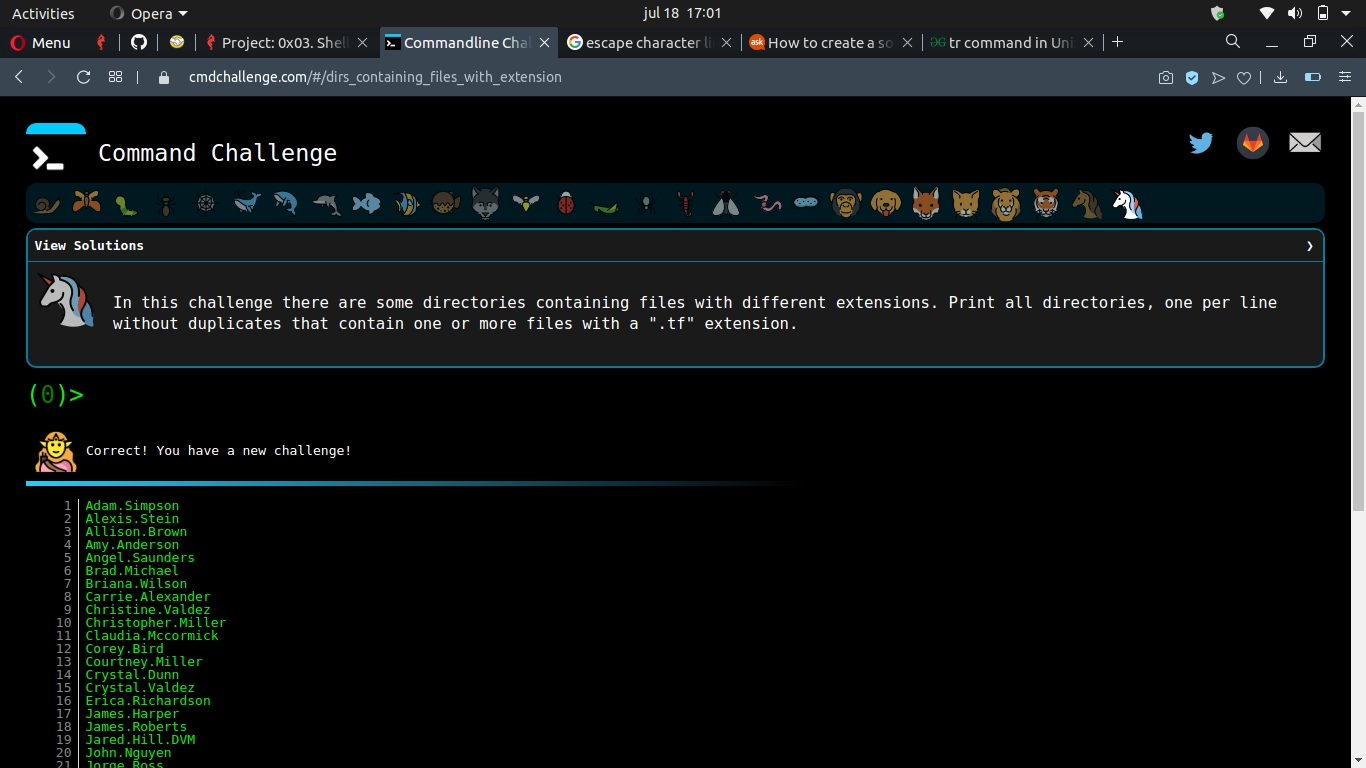 Activities Opera jul 18 17:01
Menu Project: 0x03. Shell Commandline Chal escape character li How to create a so tr command in Uni
cmdchallenge.com/#/dirs_containing_files_with_extension
Command Challenge
View Solutions
In this challenge there are some directories containing files with different extensions. Print all directories, one per line
without duplicates that contain one or more files with a ".tf" extension.
(0)>
Correct! You have a new challenge!
1 Adam.Simpson
2 Alexis.Stein
3 Allison.Brown
4 Amy.Anderson
5 Angel.Saunders
6 Brad.Michael
7 Briana.Wilson
8 Carrie.Alexander
9 Christine.Valdez
10 Christopher.Miller
11 Claudia.Mccormick
12 Corey.Bird
13 Courtney.Miller
14 Crystal.Dunn
15 Crystal.Valdez
16 Erica.Richardson
17 James.Harper
18 James.Roberts
19 Jared.Hill.DVM
20 John.Nguyen
21 Jorge.Ross